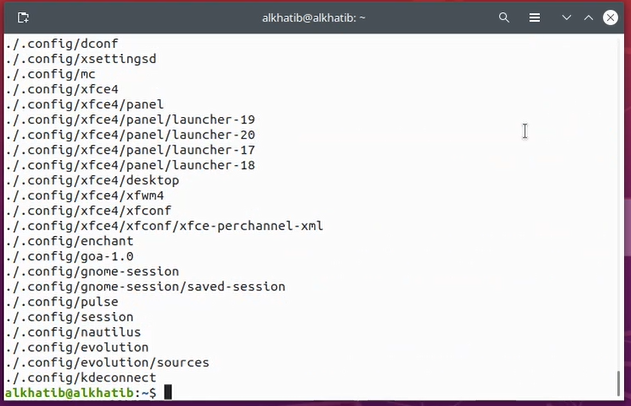 alkhatib@alkhatib: ~
./.config/dconf
./.config/xsettingsd
./.config/mc
./.config/xfce4
./.config/xfce4/panel
./.config/xfce4/panel/launcher-19
./.config/xfce4/panel/launcher-20
./.config/xfce4/panel/launcher-17
./.config/xfce4/panel/launcher-18
./.config/xfce4/desktop
./.config/xfce4/xfwm4
./.config/xfce4/xfconf
./.config/xfce4/xfconf/xfce-perchannel-xml
./.config/enchant
./.config/goa-1.0
./.config/gnome-session
./.config/gnome-session/saved-session
./.config/pulse
./.config/session
./.config/nautilus
./.config/evolution
./.config/evolution/sources
./.config/kdeconnect
alkhatib@alkhatib:~$